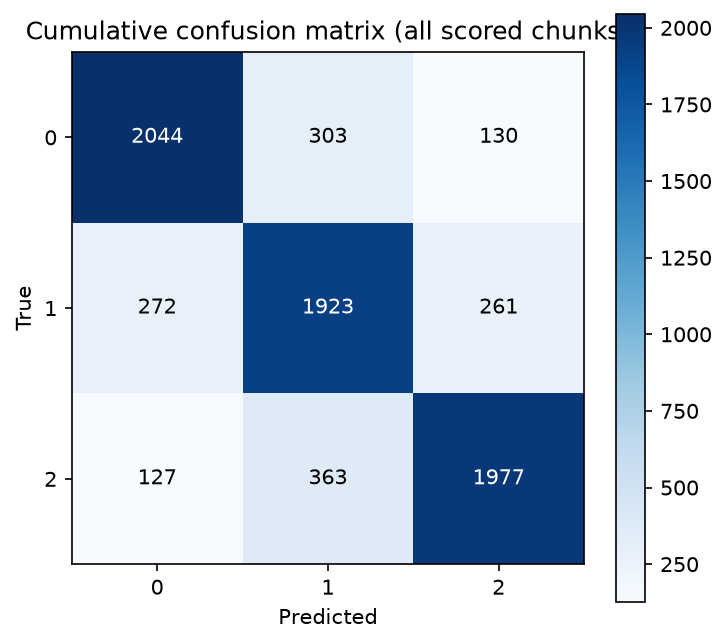 Cumulative confusion matrix (all scored chunks
2000
1750
1500
1250
1000
750
500
250
True
0
1
2
2044 303 130
272 1923 261
127 363 1977
0 1 2
Predicted